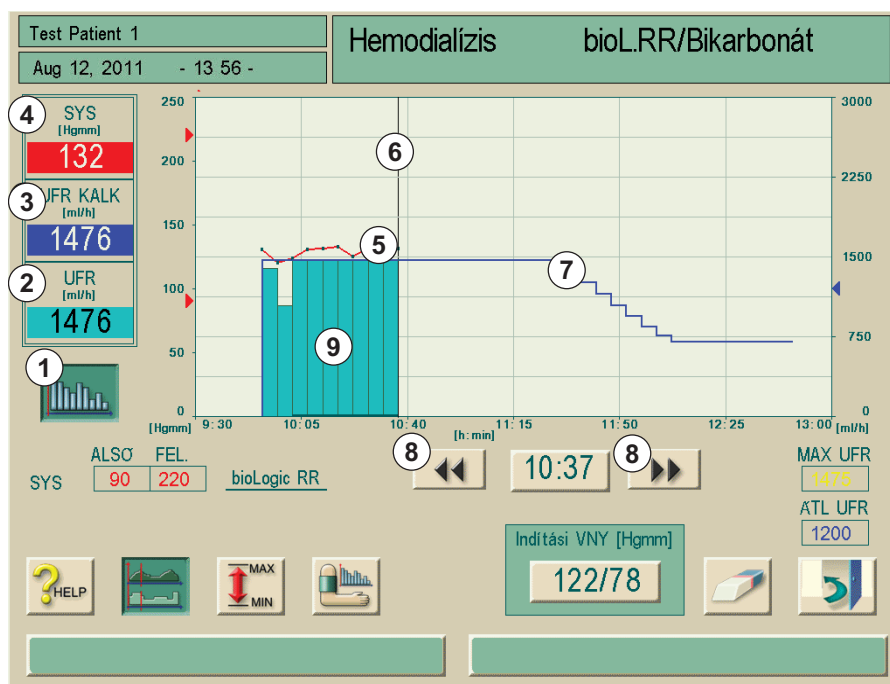 Test Patient 1
Hemodialízis bioL.RR/Bikarbonát
Aug 12, 2011 - 13 56 -
4
SYS
[Hgmm]
132
3
UFR KALK
[ml/h]
1476
2
UFR
[ml/h]
1476
1
250
200
150
100
50
0
[Hgmm]
6
5
7
9
3000
2250
1500
750
0
[ml/h]
9:30 10:05 10:40 11:15 11:50 12:25 13:00
[h:min]
ALSÓ FEL.
SYS 90 220 bioLogic RR
8
10:37
8
MAX UFR
1475
ÁTL UFR
1200
Indítási VNY [Hgmm]
122/78
HELP
MAX
MIN